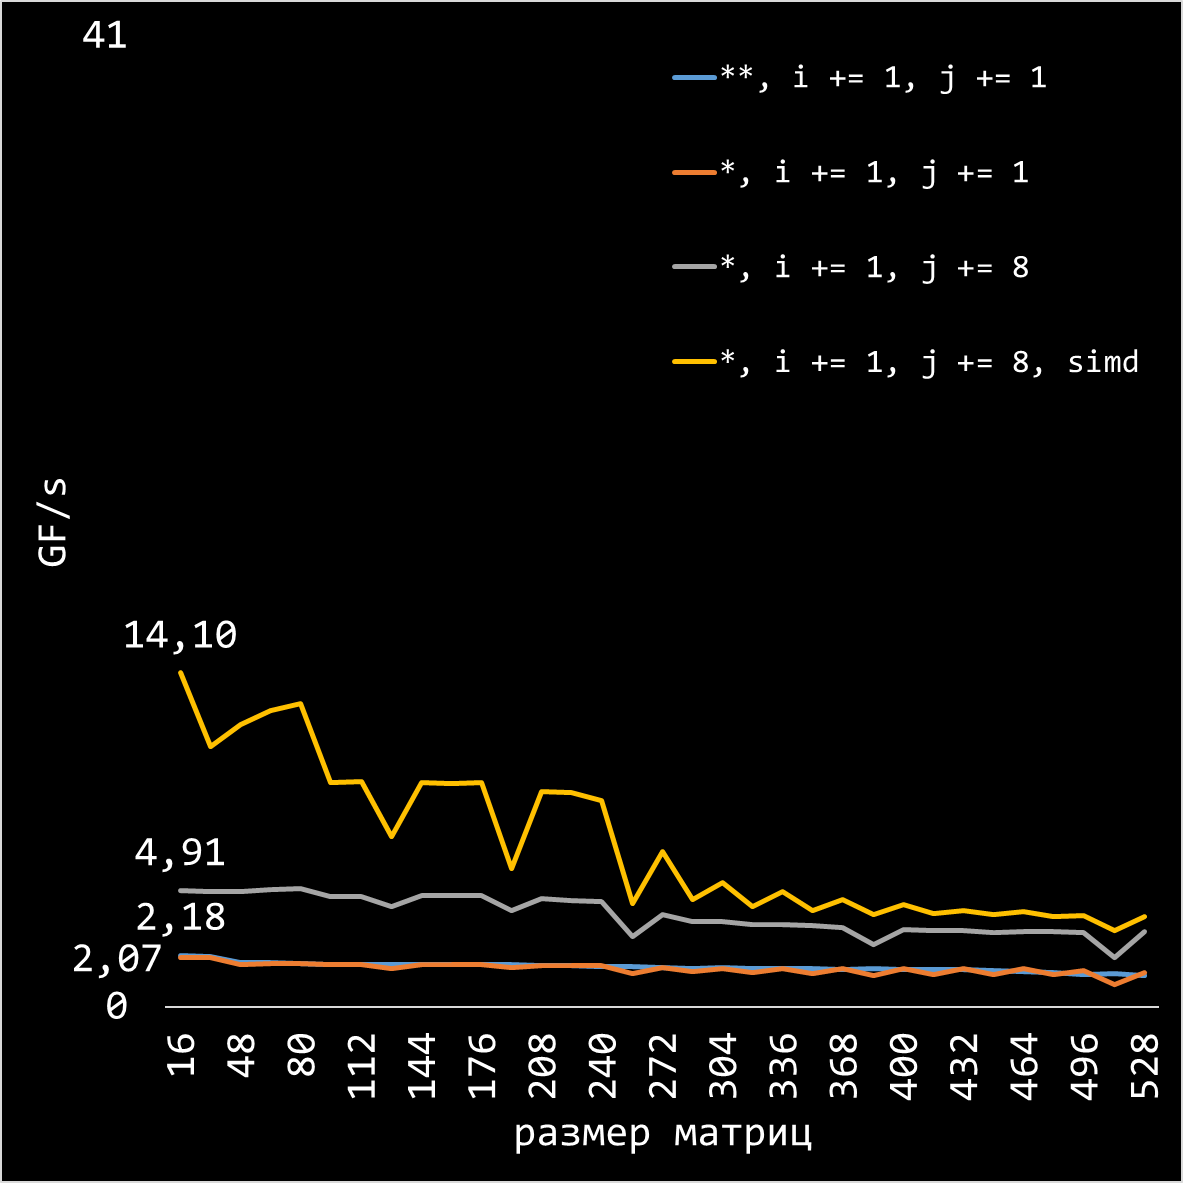 41
**, i += 1, j += 1
*, i += 1, j += 1
*, i += 1, j += 8
*, i += 1, j += 8, simd
GF/s
14,10
4,91
2,18
2,07
0
16 48 80 112 144 176 208 240 272 304 336 368 400 432 464 496 528
размер матриц